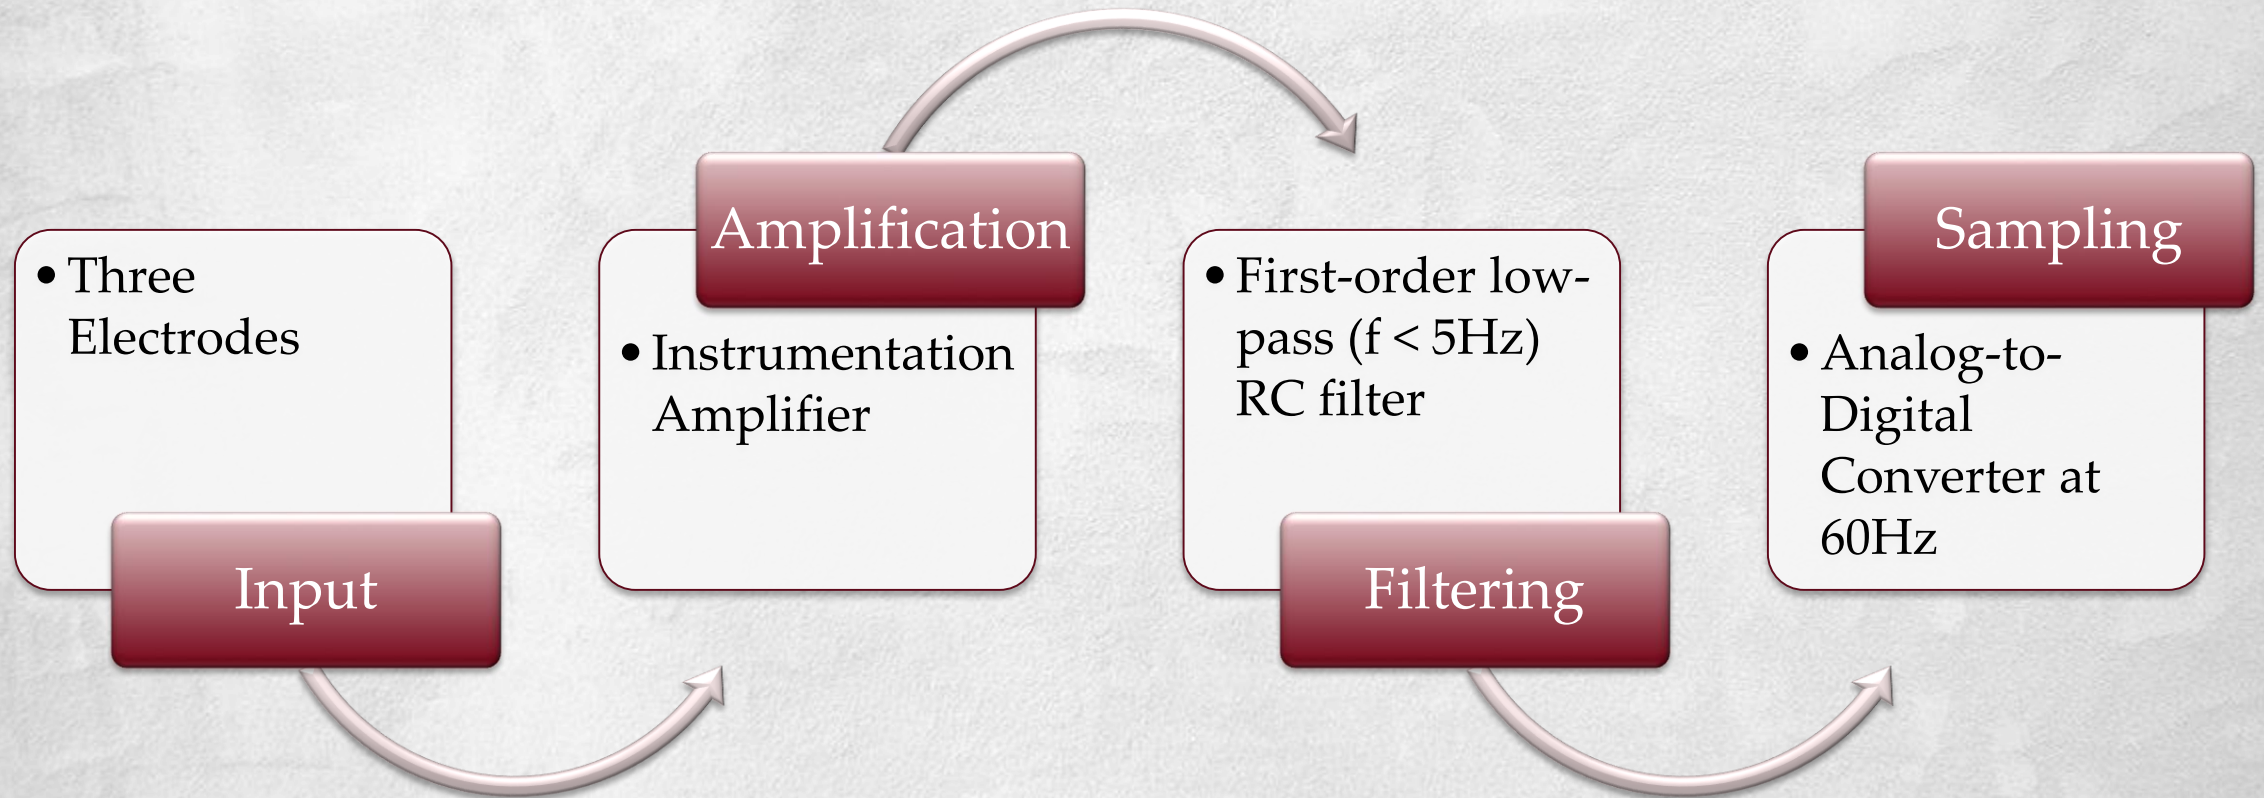 • Three
Electrodes
Input
Amplification
• Instrumentation
Amplifier
• First-order low-
pass (f < 5Hz)
RC filter
Filtering
Sampling
• Analog-to-
Digital
Converter at
60Hz